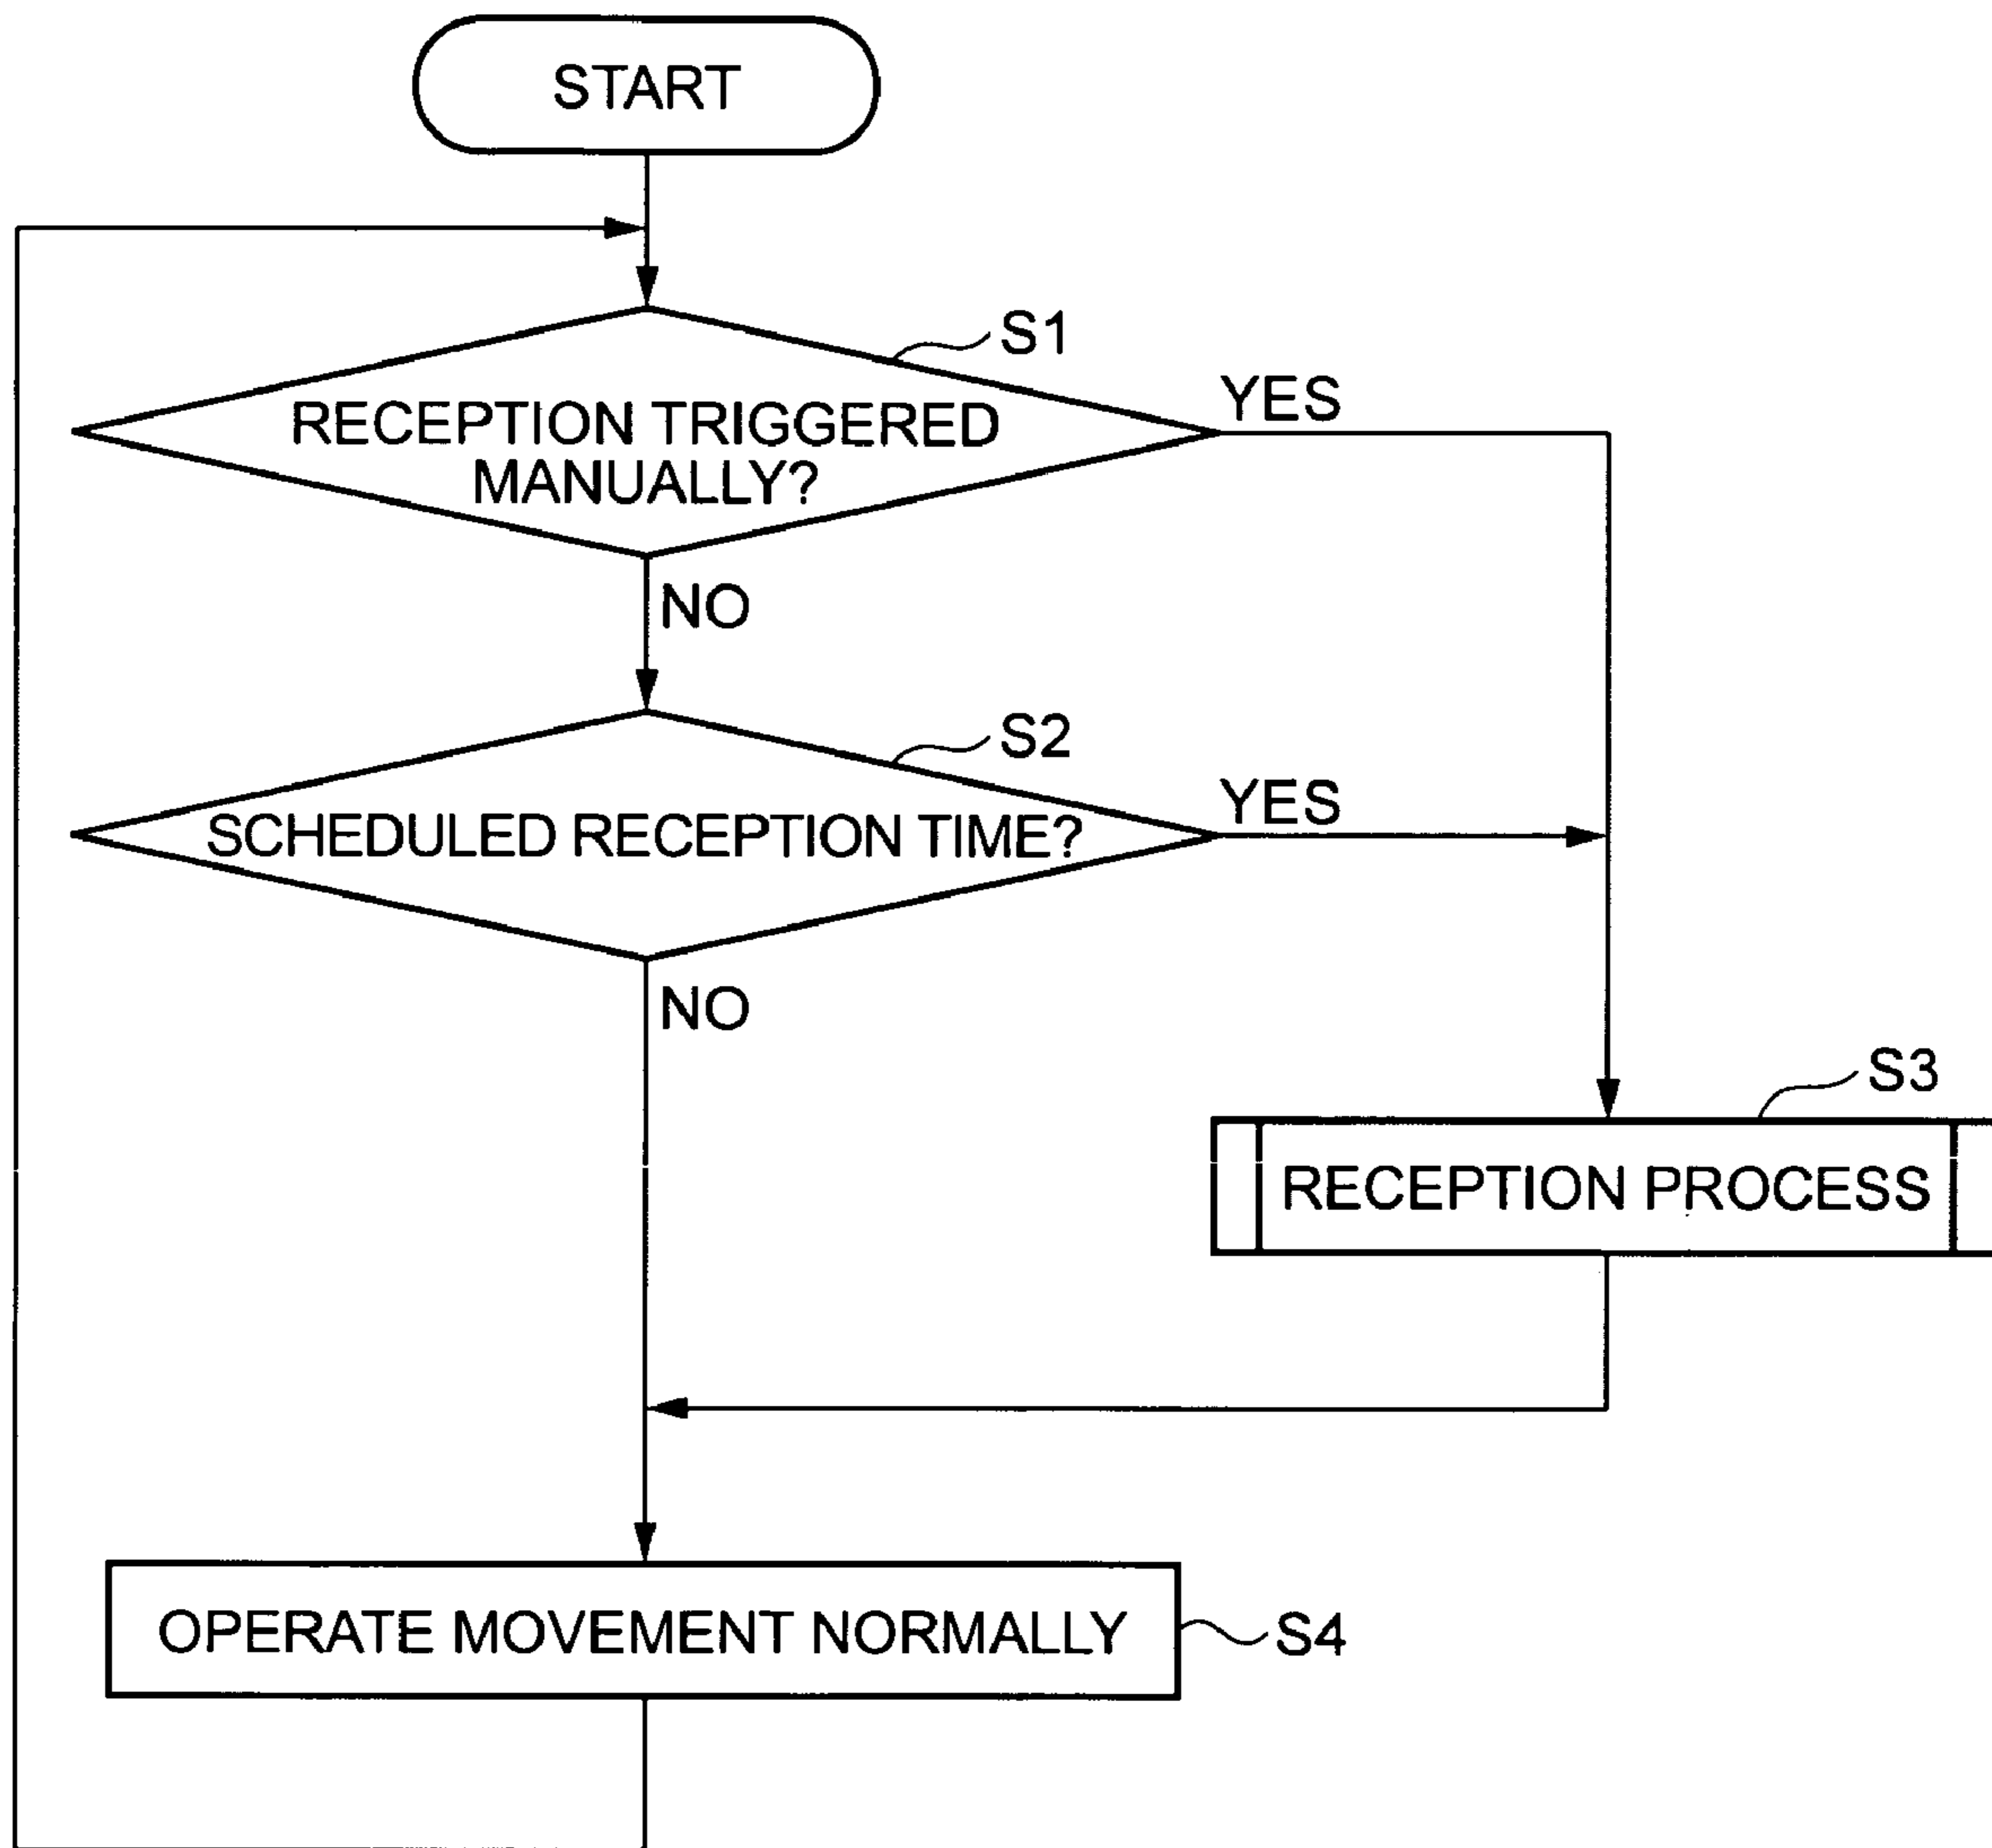 START
S1
YES
RECEPTION TRIGGERED
MANUALLY?
NO
S2
YES
SCHEDULED RECEPTION TIME?
NO
S3
RECEPTION PROCESS
OPERATE MOVEMENT NORMALLY
S4